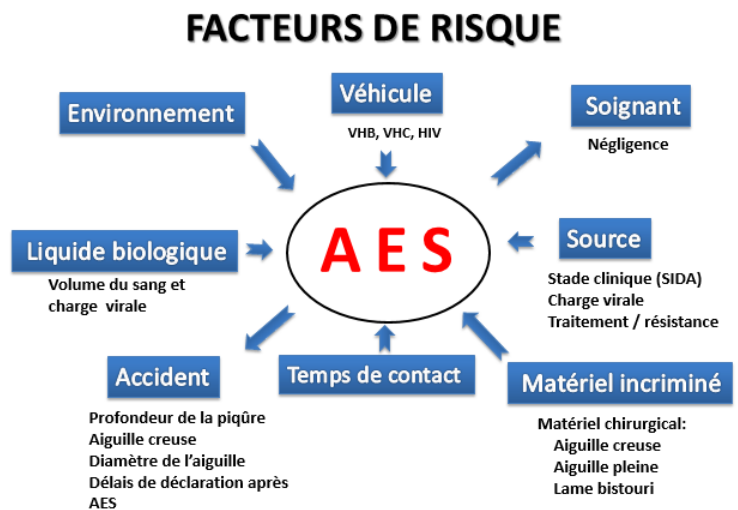 FACTEURS DE RISQUE
Environnement
Véhicule
VHB, VHC, HIV
Soignant
Négligence
Liquide biologique
Volume du sang et
charge virale
A E S
Source
Stade clinique (SIDA)
Charge virale
Traitement / résistance
Accident
Profondeur de la piqûre
Aiguille creuse
Diamètre de l'aiguille
Délais de déclaration après
AES
Temps de contact
Matériel incriminé
Matériel chirurgical:
Aiguille creuse
Aiguille pleine
Lame bistouri